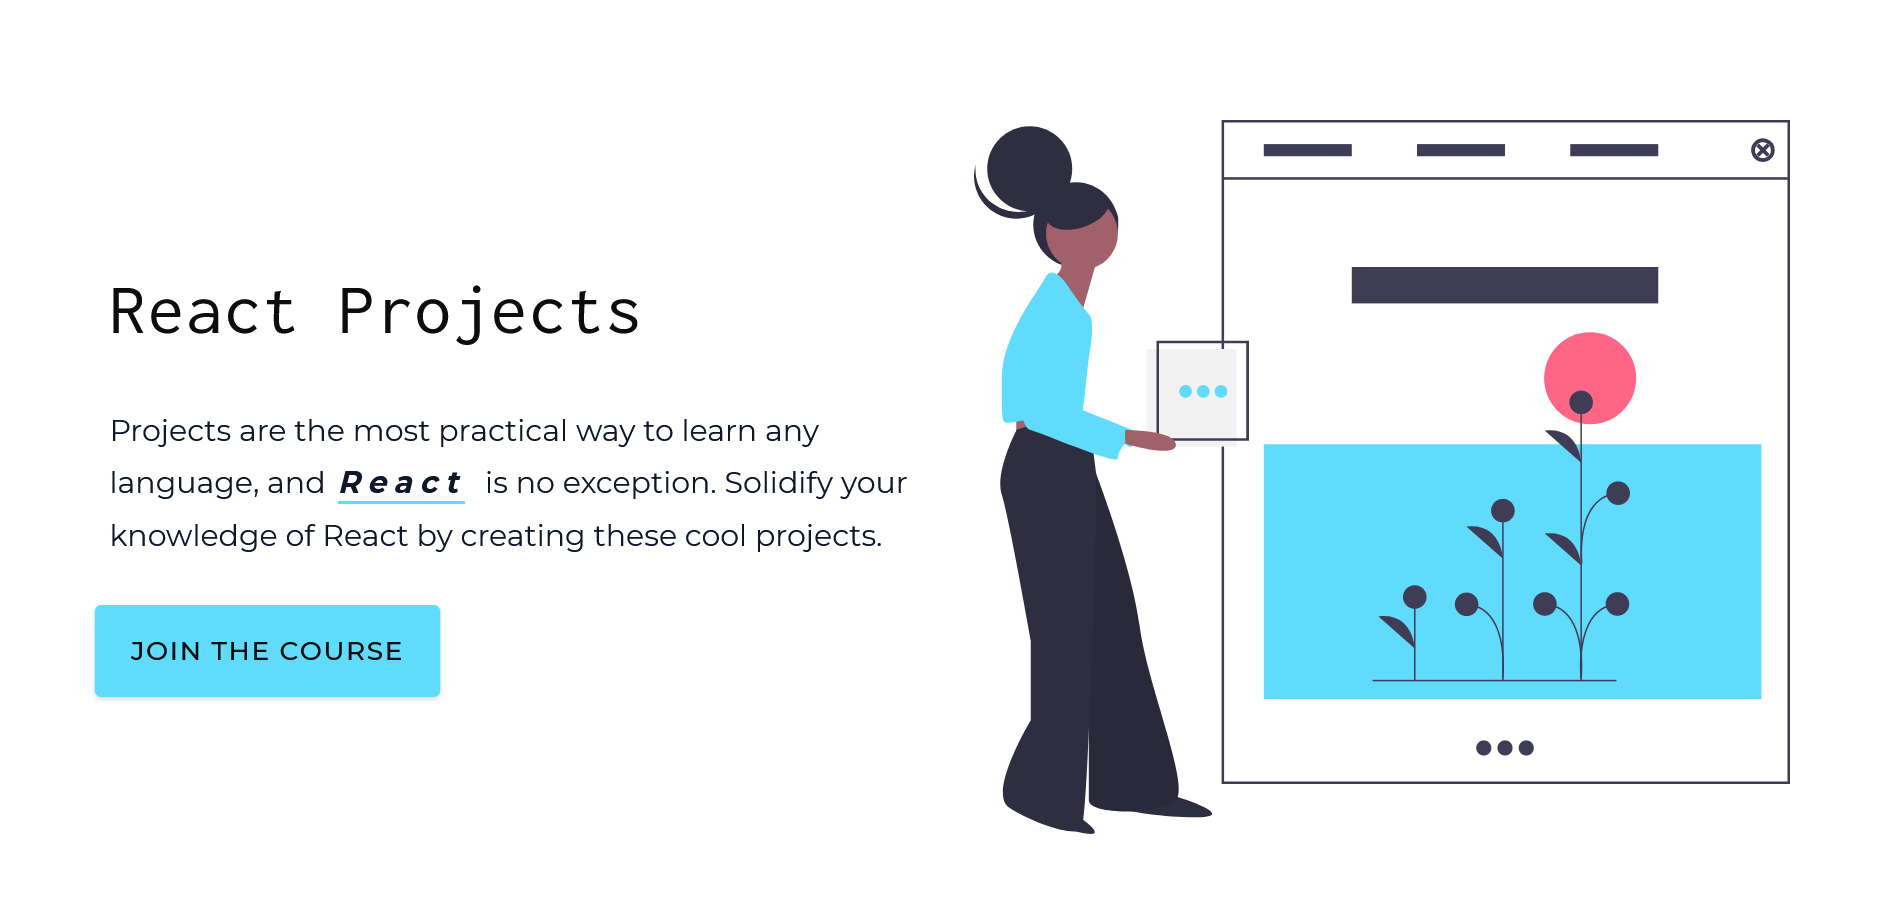 React Projects
Projects are the most practical way to learn any
language, and React is no exception. Solidify your
knowledge of React by creating these cool projects.
JOIN THE COURSE